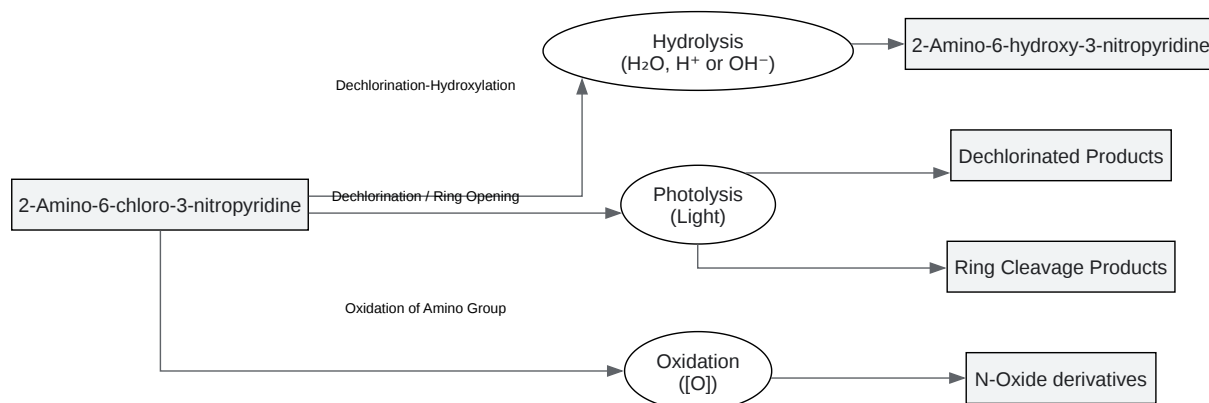 Hydrolysis
(H₂O, H⁺ or OH⁻)
2-Amino-6-hydroxy-3-nitropyridine
Dechlorination-Hydroxylation
Dechlorinated Products
2-Amino-6-chloro-3-nitropyridine
Dechlorination / Ring Opening
Photolysis
(Light)
Ring Cleavage Products
Oxidation of Amino Group
Oxidation
([O])
N-Oxide derivatives